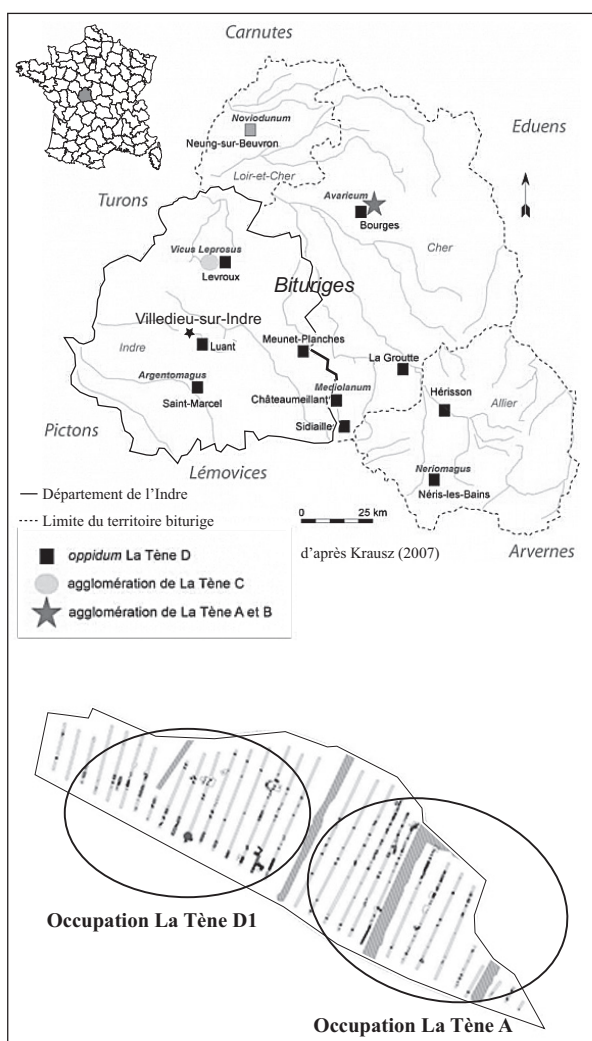 Carnutes
Noviodunum
Neung-sur-Beuvron
Eduens
Loir-et-Cher
Avaricum
Bourges
Turons
Cher
Vicus Leprosus
Levroux
Bituriges
Villedieu-sur-Indre
Luant
Meunet-Planches
Indre
La Groutte
Argentomagus
Saint-Marcel
Mediolanum
Châteaumeillant
Hérisson
Allier
Sidiaille
Pictons
Neriomagus
Néris-les-Bains
Lémovices
Département de l'Indre
0 25 km
Limite du territoire biturige
d'après Krausz (2007)
Arvernes
oppidum La Tène D
agglomération de La Tène C
agglomération de La Tène A et B
Occupation La Tène D1
Occupation La Tène A